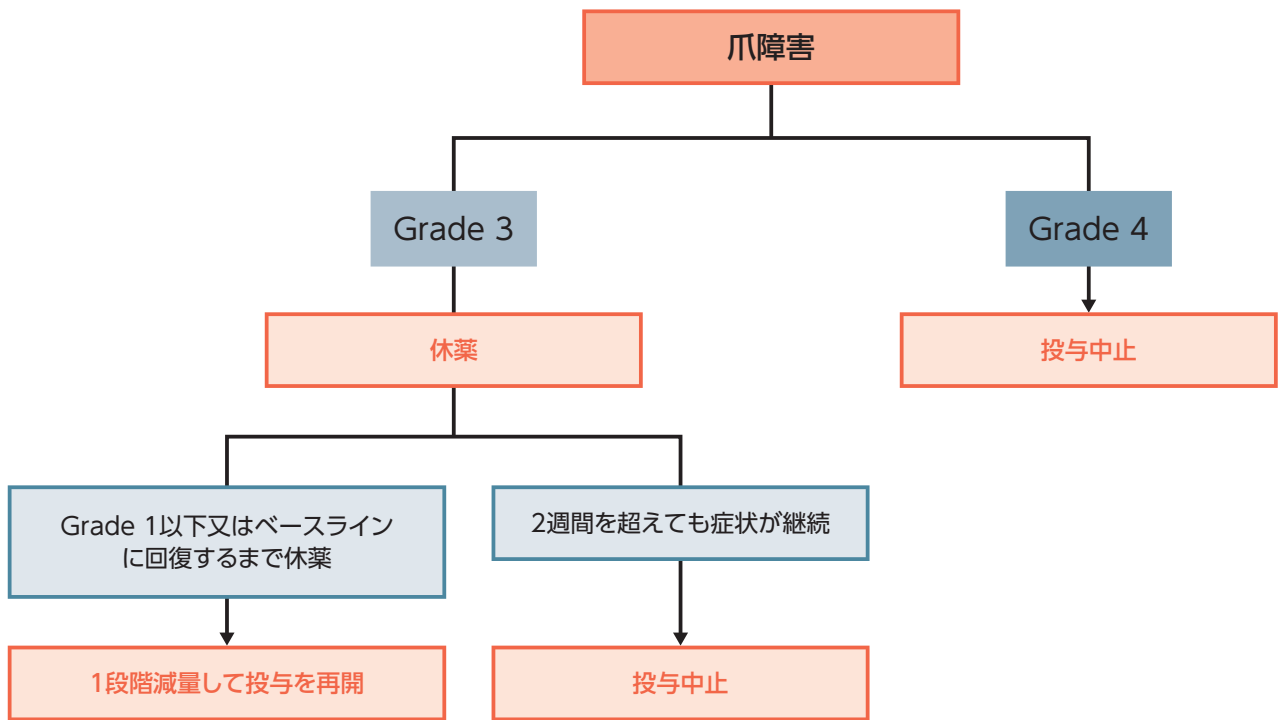 爪障害
Grade 3
Grade 4
休薬
投与中止
Grade 1以下又はベースライン
に回復するまで休薬
2週間を超えても症状が継続
1段階減量して投与を再開
投与中止